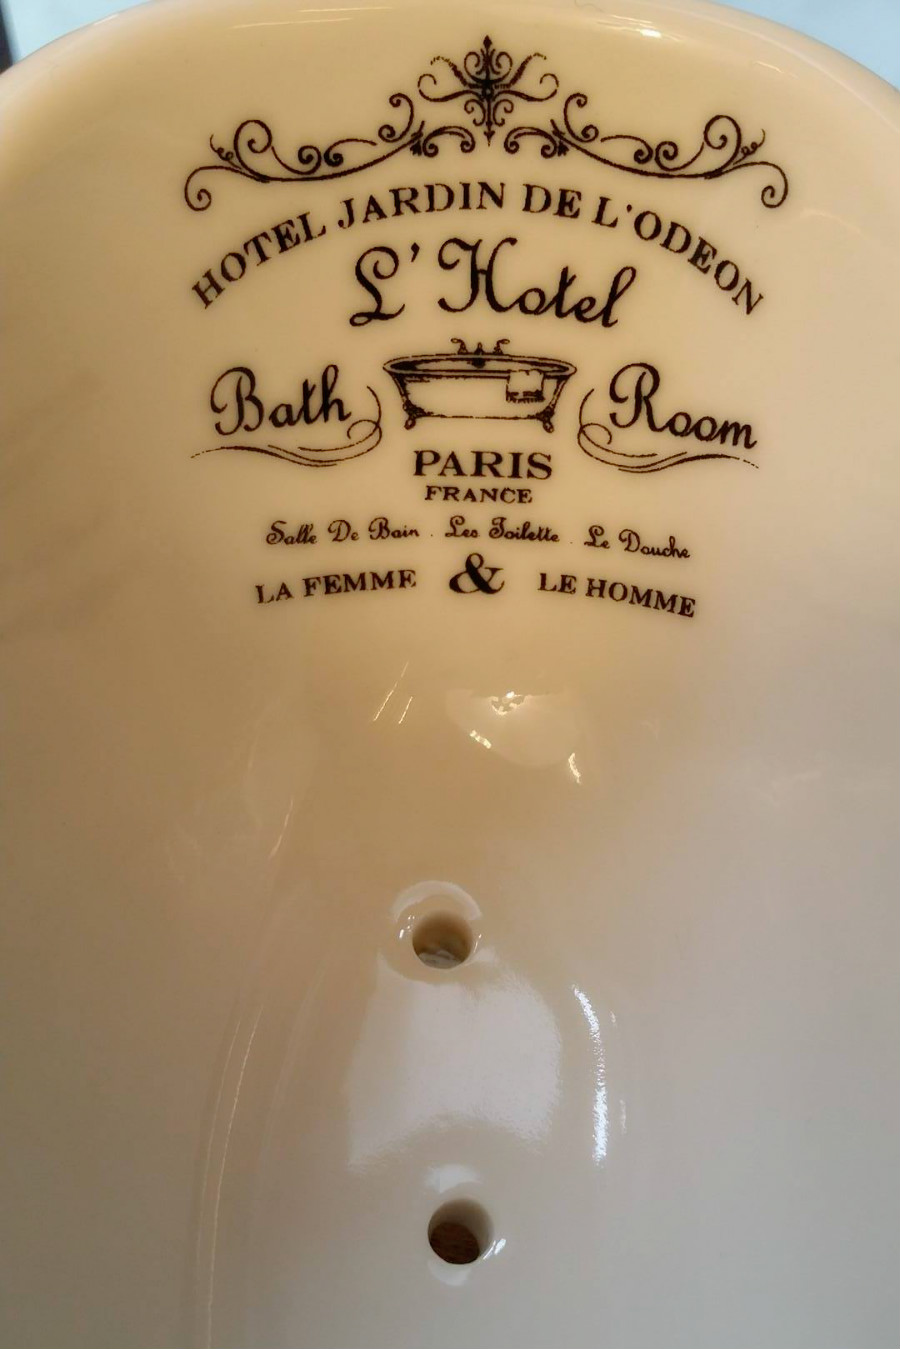 HOTEL JARDIN DE L'ODEON
L'Hotel
Bath Room
PARIS
FRANCE
Salle De Bain . Les Toilette . Le Douche
LA FEMME & LE HOMME